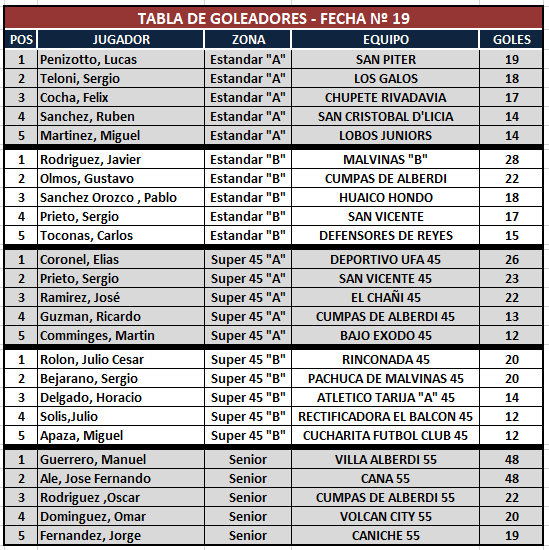 TABLA DE GOLEADORES - FECHA Nº 19
POS JUGADOR ZONA EQUIPO GOLES
1 Penizotto, Lucas Estandar "A" SAN PITER 19
2 Teloni, Sergio Estandar "A" LOS GALOS 18
3 Cocha, Felix Estandar "A" CHUPETE RIVADAVIA 17
4 Sanchez, Ruben Estandar "A" SAN CRISTOBAL D'LICIA 14
5 Martinez, Miguel Estandar "A" LOBOS JUNIORS 14
1 Rodriguez, Javier Estandar "B" MALVINAS "B" 28
2 Olmos, Gustavo Estandar "B" CUMPAS DE ALBERDI 22
3 Sanchez Orozco , Pablo Estandar "B" HUAICO HONDO 18
4 Prieto, Sergio Estandar "B" SAN VICENTE 17
5 Toconas, Carlos Estandar "B" DEFENSORES DE REYES 15
1 Coronel, Elias Super 45 "A" DEPORTIVO UFA 45 26
2 Prieto, Sergio Super 45 "A" SAN VICENTE 45 23
3 Ramirez, José Super 45 "A" EL CHAÑI 45 22
4 Guzman, Ricardo Super 45 "A" CUMPAS DE ALBERDI 45 13
5 Comminges, Martin Super 45 "A" BAJO EXODO 45 12
1 Rolon, Julio Cesar Super 45 "B" RINCONADA 45 20
2 Bejarano, Sergio Super 45 "B" PACHUCA DE MALVINAS 45 20
3 Delgado, Horacio Super 45 "B" ATLETICO TARIJA "A" 45 14
4 Solis,Julio Super 45 "B" RECTIFICADORA EL BALCON 45 12
5 Apaza, Miguel Super 45 "B" CUCHARITA FUTBOL CLUB 45 12
1 Guerrero, Manuel Senior VILLA ALBERDI 55 48
2 Ale, Jose Fernando Senior CANA 55 48
3 Rodriguez ,Oscar Senior CUMPAS DE ALBERDI 55 22
4 Dominguez, Omar Senior VOLCAN CITY 55 20
5 Fernandez, Jorge Senior CANICHE 55 19